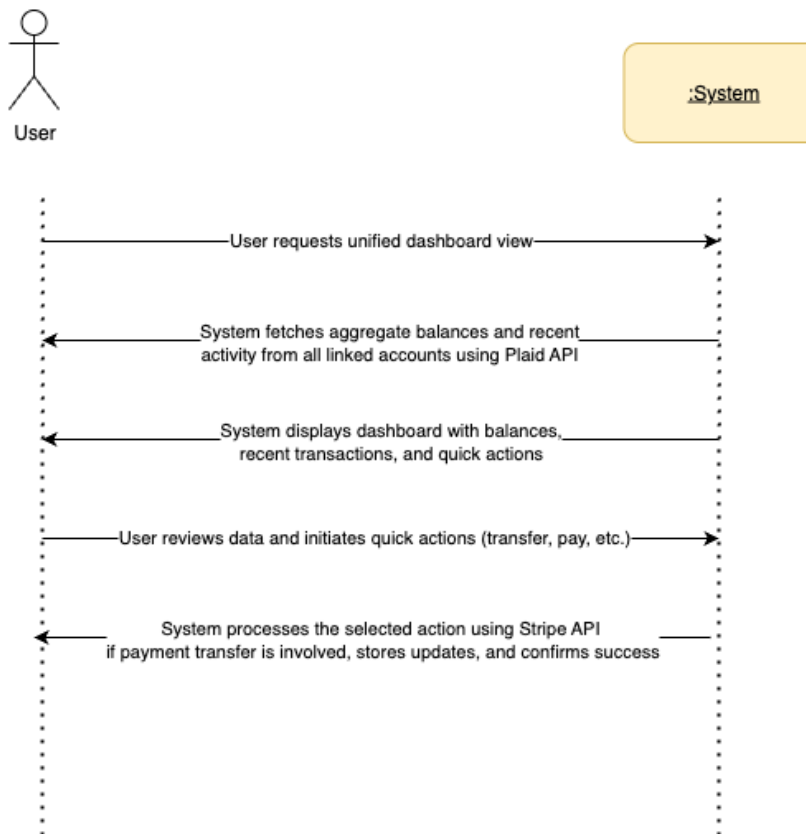 User
:System
User requests unified dashboard view
System fetches aggregate balances and recent
activity from all linked accounts using Plaid API
System displays dashboard with balances,
recent transactions, and quick actions
User reviews data and initiates quick actions (transfer, pay, etc.)
System processes the selected action using Stripe API
if payment transfer is involved, stores updates, and confirms success